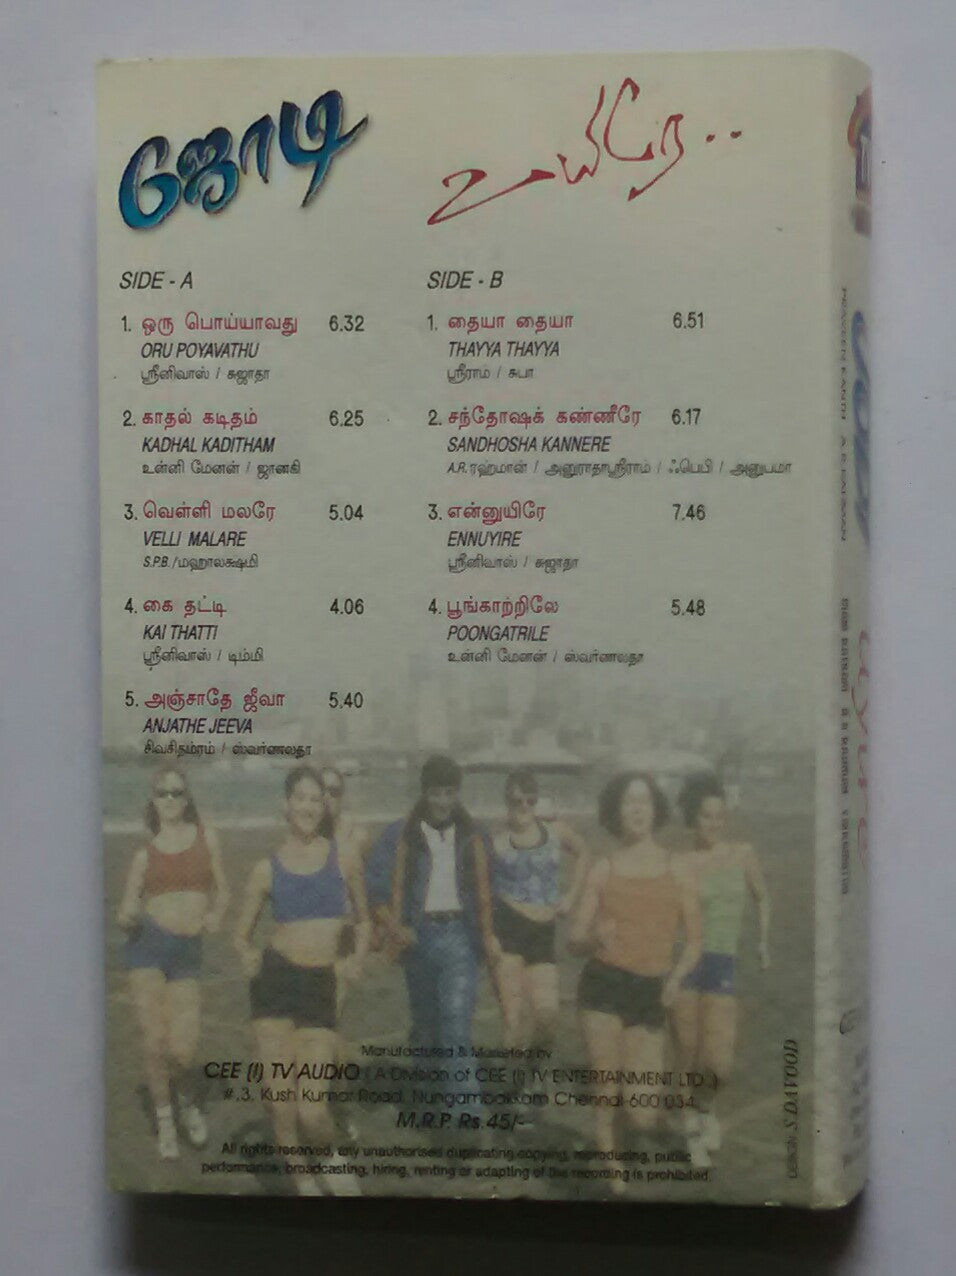 ஜோடி
உயிரே..
SIDE - A
1. ஒரு பொய்யாவது 6.32
ORU POYAVATHU
ஸ்ரீனிவாஸ் / சுஜாதா
2. காதல் கடிதம் 6.25
KADHAL KADITHAM
உன்னி மேனன் / ஜானகி
3. வெள்ளி மலரே 5.04
VELLI MALARE
S.P.B. / மஹாலக்ஷ்மி
4. கை தட்டி 4.06
KAI THATTI
ஸ்ரீனிவாஸ் / டிம்மி
5. அஞ்சாதே ஜீவா 5.40
ANJATHE JEEVA
சிவசிதம்ரம் / ஸ்வர்ணலதா
SIDE - B
1. தையா தையா 6.51
THAYYA THAYYA
ஸ்ரீராம் / சுபா
2. சந்தோஷக் கண்ணீரே 6.17
SANDHOSHA KANNERE
A.R. ரஹ்மான் / அனுராதாஸ்ரீராம் / ஃபெபி / அனுபமா
3. என்னுயிரே 7.46
ENNUYIRE
ஸ்ரீனிவாஸ் / சுஜாதா
4. பூங்காற்றிலே 5.48
POONGATRILE
உன்னி மேனன் / ஸ்வர்ணலதா
Manufactured & Marketed by
CEE (I) TV AUDIO ( A Division of CEE (I) TV ENTERTAINMENT LTD.,)
#.3, Kush Kumar Road, Nungambakkam Chennai-600 034.
M.R.P. Rs. 45/-
All rights reserved, any unauthorised duplicating, copying, reproducing, public
performance, broadcasting, hiring, renting or adapting of the recording is prohibited.
DESIGN S.DAVOOD
ஜோடி
PRAVEEN KANTH
uyire